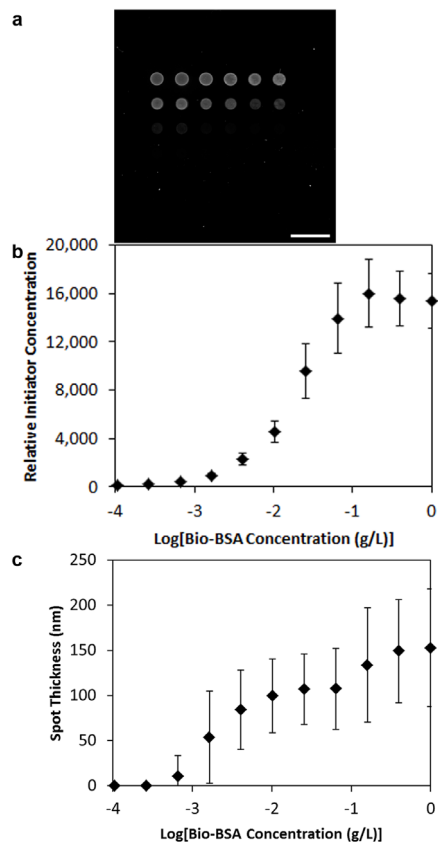 a
b
20,000
16,000
12,000
8,000
4,000
0
Relative Initiator Concentration
-4 -3 -2 -1 0
Log[Bio-BSA Concentration (g/L)]
c
250
200
150
100
50
0
Spot Thickness (nm)
-4 -3 -2 -1 0
Log[Bio-BSA Concentration (g/L)]